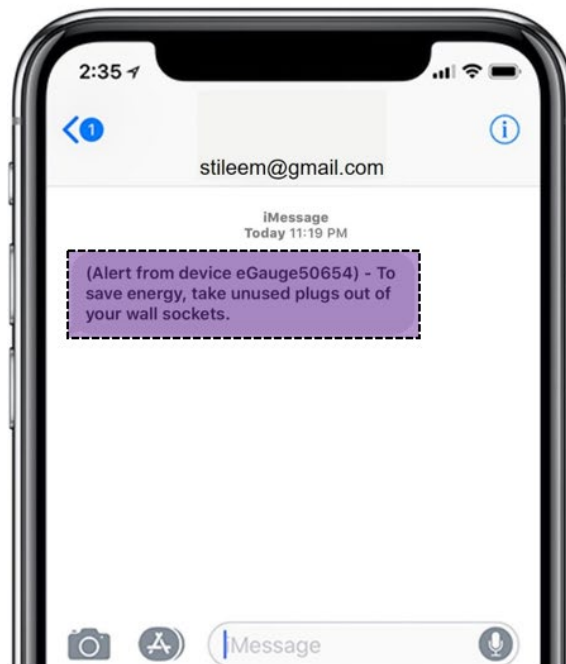 2:35
1
stileem@gmail.com
iMessage
Today 11:19 PM
(Alert from device eGauge50654) - To
save energy, take unused plugs out of
your wall sockets.
iMessage